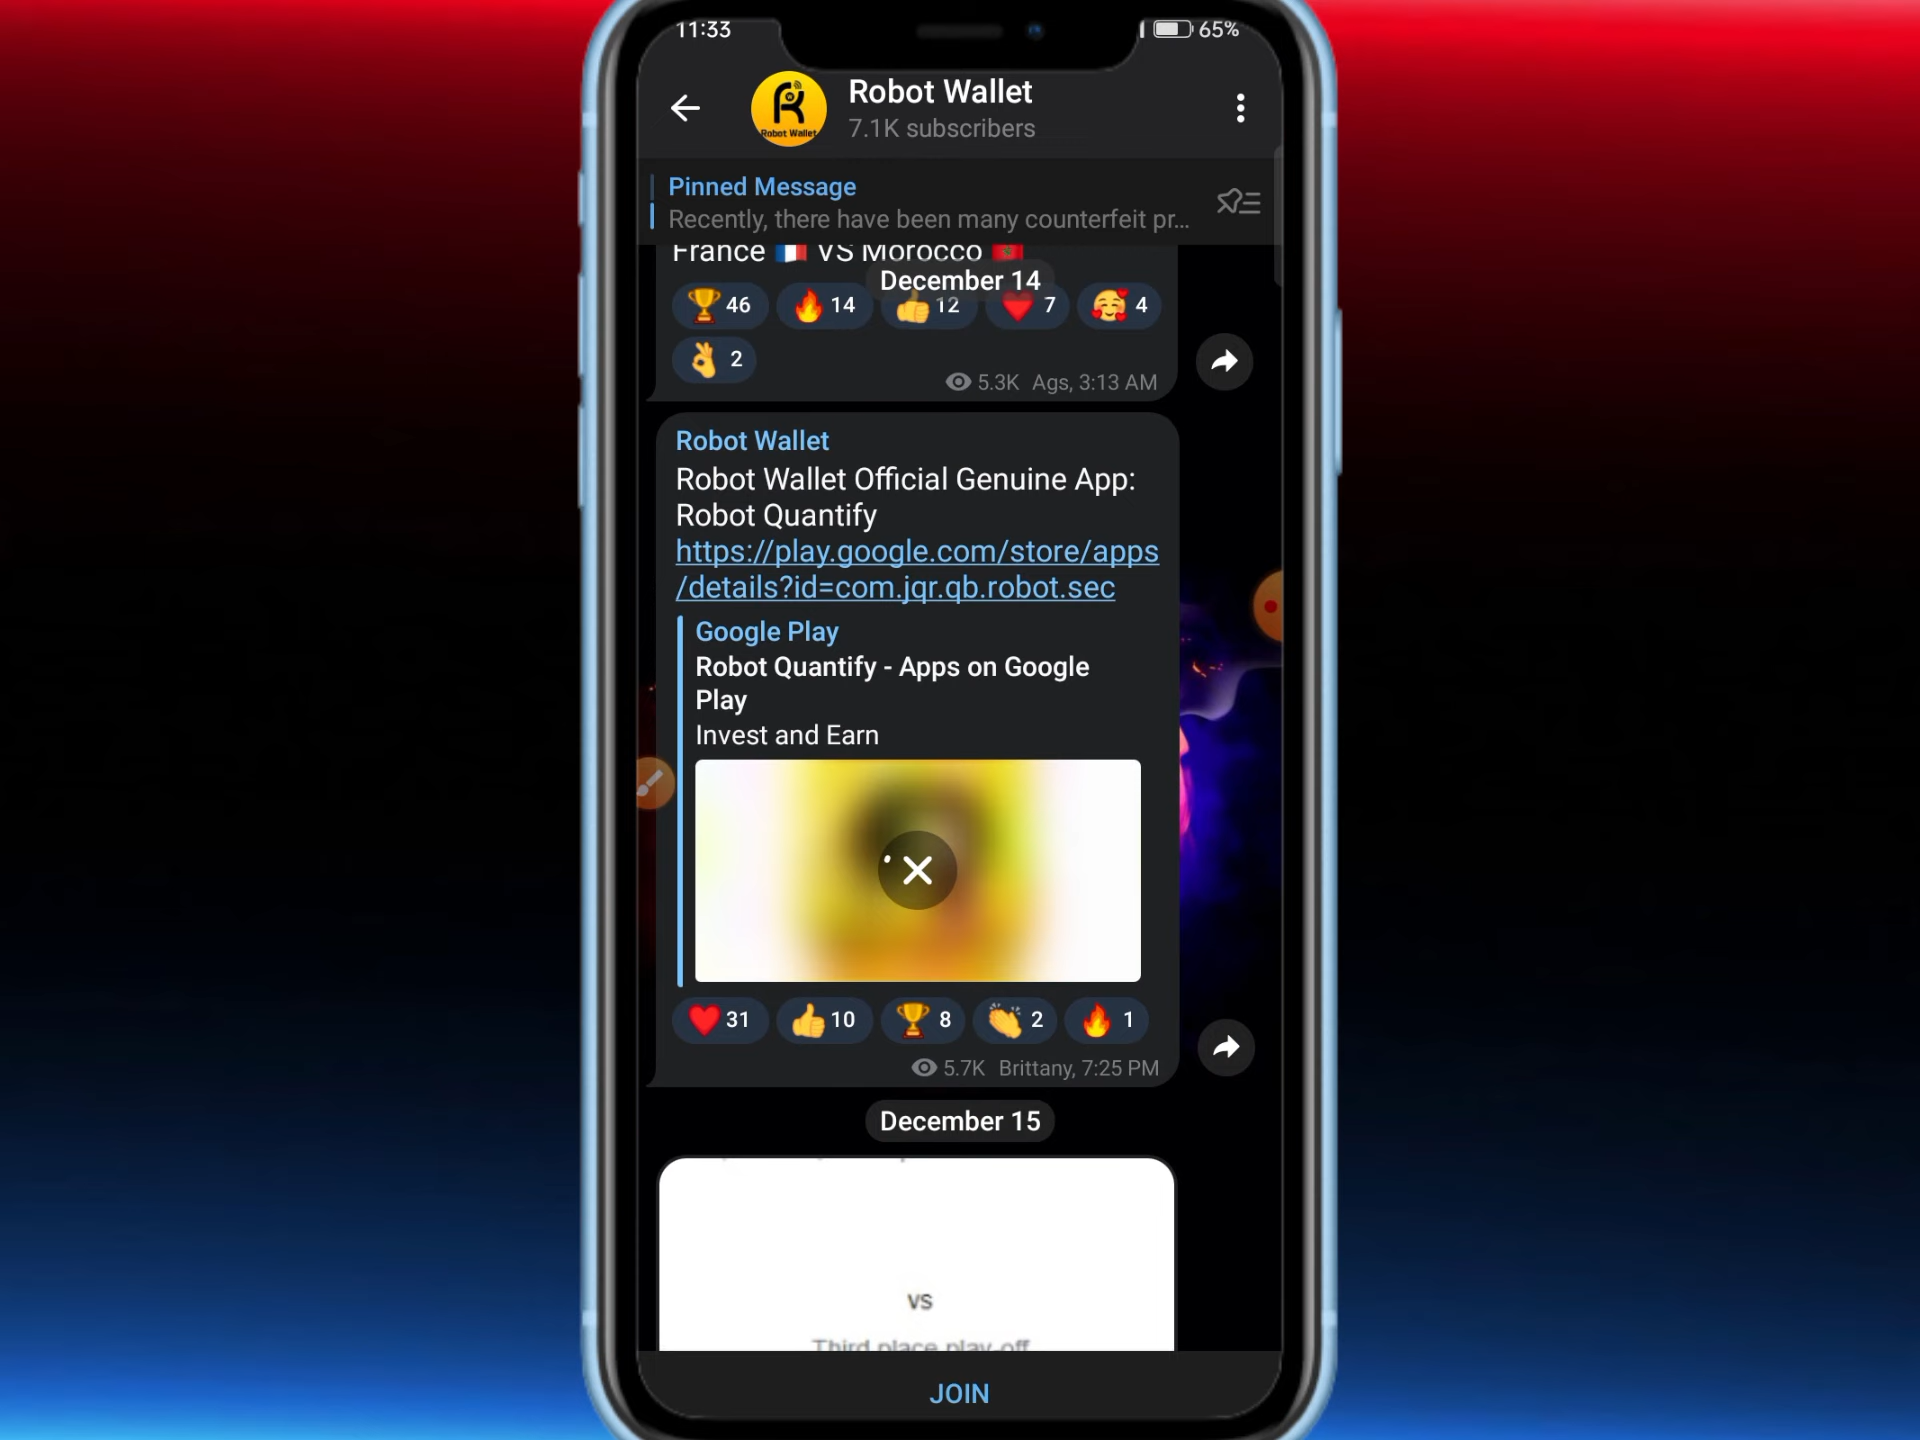 11:33
65%
Robot Wallet
Robot Wallet
7.1K subscribers
Pinned Message
Recently, there have been many counterfeit pr...
France 🇫🇷 VS Morocco 🇲🇦
December 14
🏆 46 🔥 14 👍 12 ❤️ 7 🥰 4
👌 2
5.3K Ags, 3:13 AM
Robot Wallet
Robot Wallet Official Genuine App:
Robot Quantify
https://play.google.com/store/apps
/details?id=com.jqr.qb.robot.sec
Google Play
Robot Quantify - Apps on Google
Play
Invest and Earn
❤️ 31 👍 10 🏆 8 👏 2 🔥 1
5.7K Brittany, 7:25 PM
December 15
vs
Third place play-off
JOIN